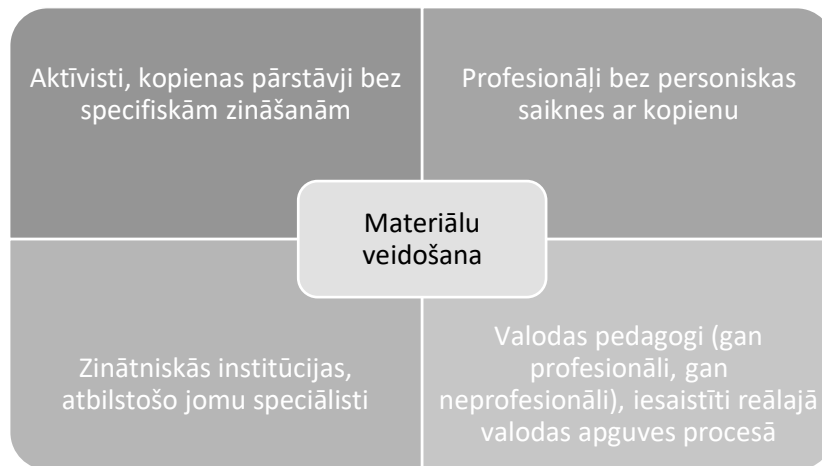 Aktīvisti, kopienas pārstāvji bez
specifiskām zināšanām
Profesionāļi bez personiskas
saiknes ar kopienu
Materiālu
veidošana
Zinātniskās institūcijas,
atbilstošo jomu speciālisti
Valodas pedagogi (gan
profesionāli, gan
neprofesionāli), iesaistīti reālajā
valodas apguves procesā